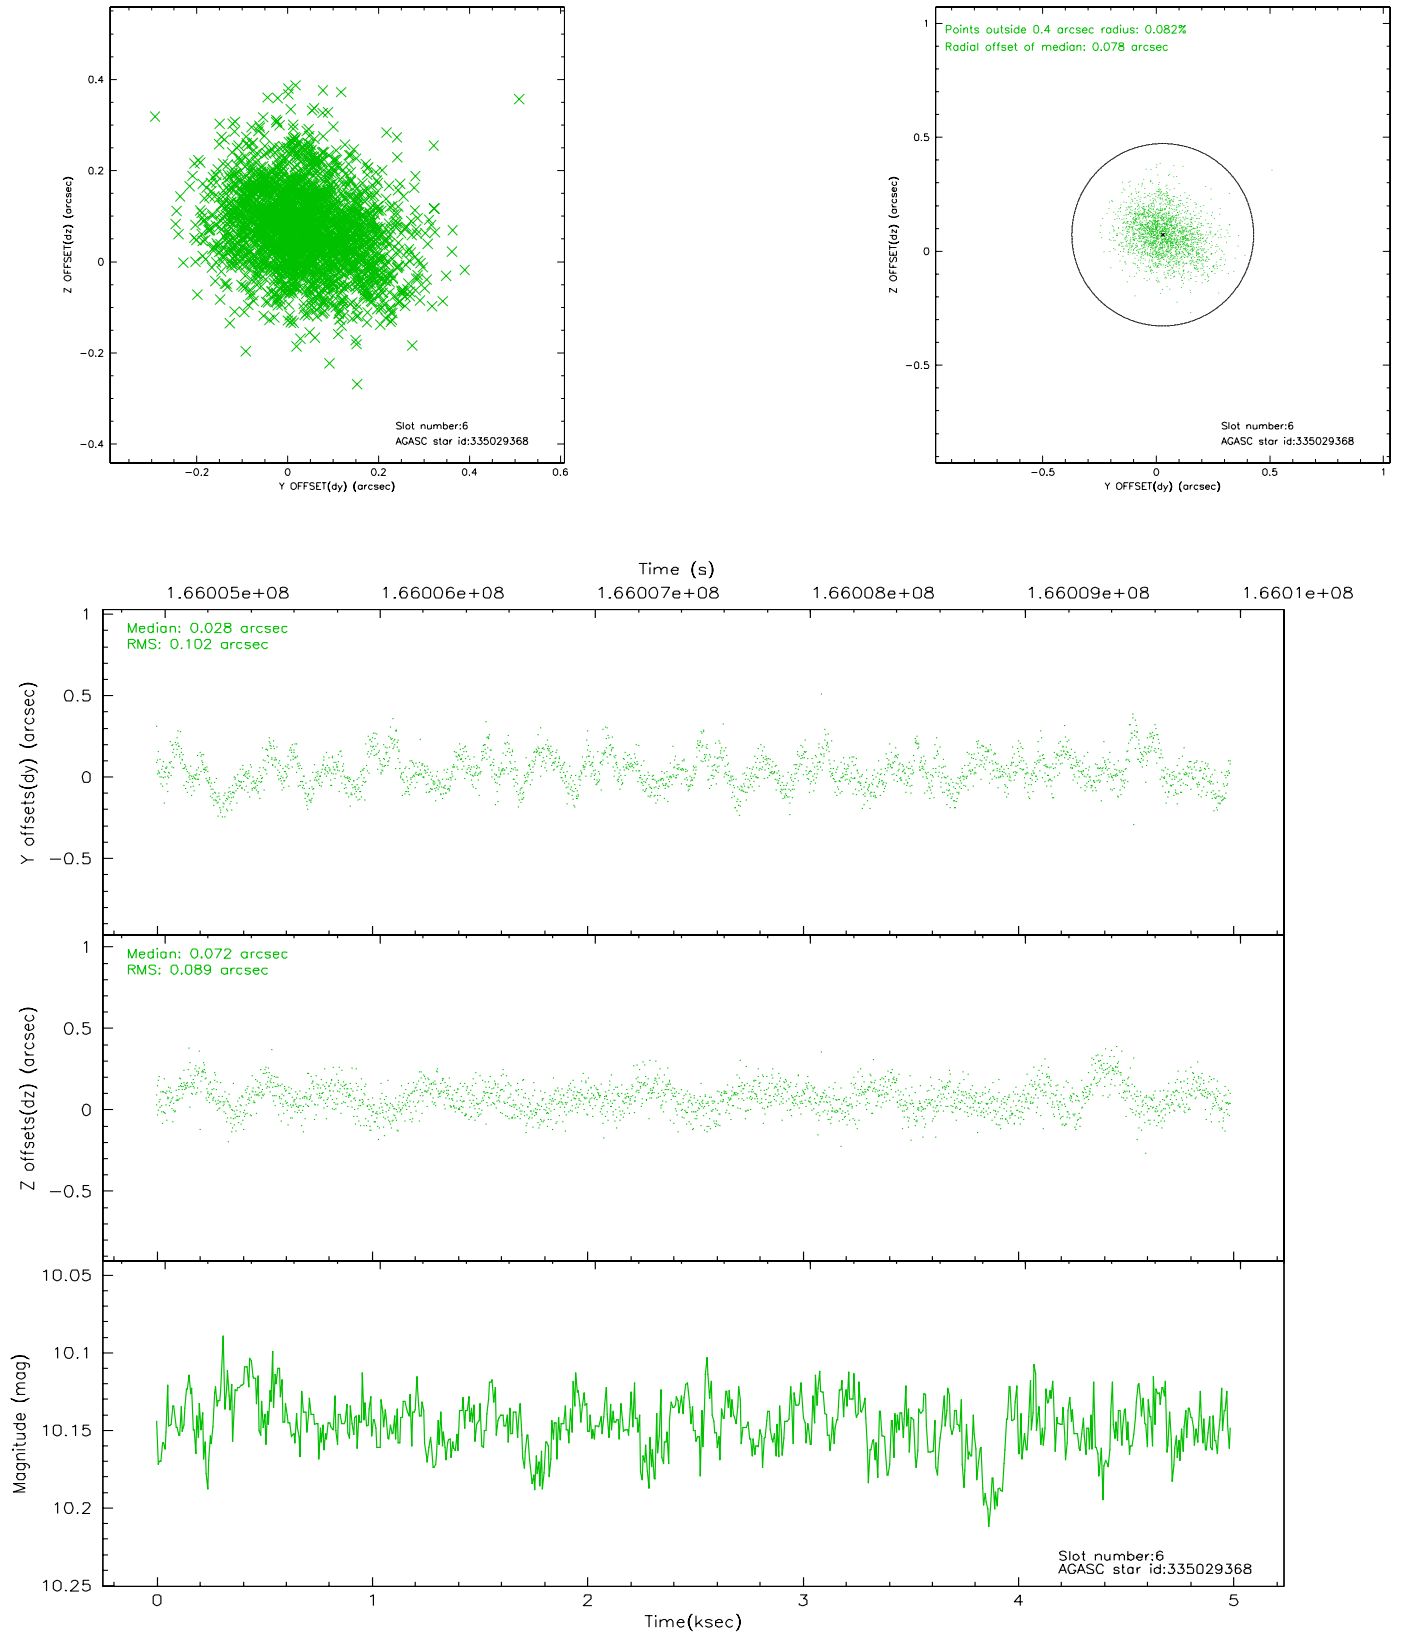 0.4
0.2
0
−0.2
−0.4
Z OFFSET(dz) (arcsec)
Slot number:6
AGASC star id:335029368
−0.2 0 0.2 0.4 0.6
Y OFFSET(dy) (arcsec)
Points outside 0.4 arcsec radius: 0.082%
Radial offset of median: 0.078 arcsec
1
0.5
0
−0.5
Z OFFSET(dz) (arcsec)
Slot number:6
AGASC star id:335029368
−0.5 0 0.5 1
Y OFFSET(dy) (arcsec)
Time (s)
1.66005e+08 1.66006e+08 1.66007e+08 1.66008e+08 1.66009e+08 1.6601e+08
Median: 0.028 arcsec
RMS: 0.102 arcsec
1
0.5
0
−0.5
Y offsets(dy) (arcsec)
Median: 0.072 arcsec
RMS: 0.089 arcsec
1
0.5
0
−0.5
Z offsets(dz) (arcsec)
10.05
10.1
10.15
10.2
10.25
Magnitude (mag)
Slot number:6
AGASC star id:335029368
0 1 2 3 4 5
Time(ksec)